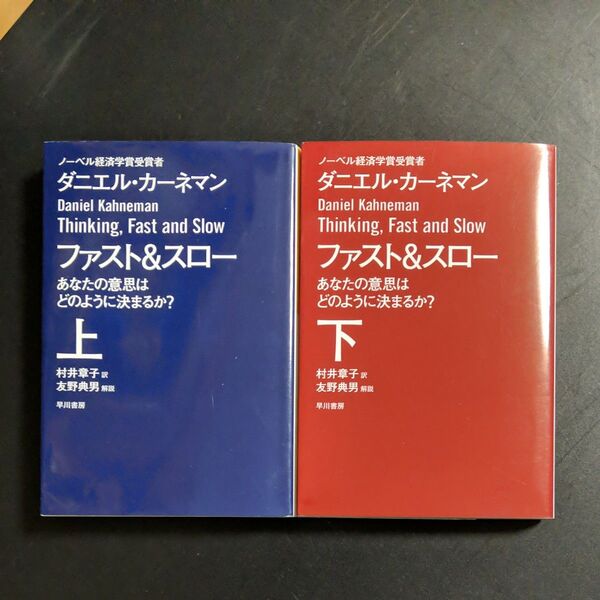 ノーベル経済学賞受賞者
ダニエル・カーネマン
Daniel Kahneman
Thinking, Fast and Slow
ファスト&スロー
あなたの意思は
どのように決まるか?
上
村井章子 訳
友野典男 解説
早川書房
ノーベル経済学賞受賞者
ダニエル・カーネマン
Daniel Kahneman
Thinking, Fast and Slow
ファスト&スロー
あなたの意思は
どのように決まるか?
下
村井章子 訳
友野典男 解説
早川書房